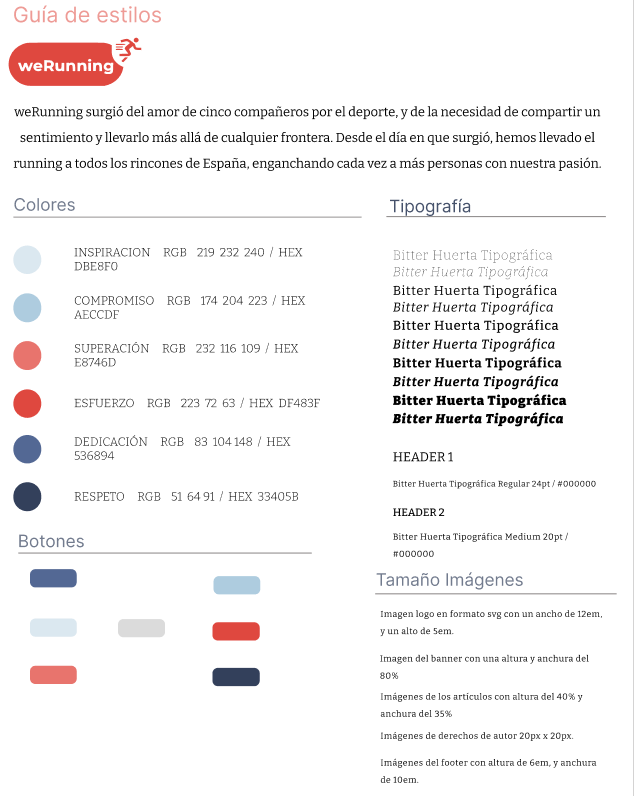 Guía de estilos
weRunning
weRunning surgió del amor de cinco compañeros por el deporte, y de la necesidad de compartir un
sentimiento y llevarlo más allá de cualquier frontera. Desde el día en que surgió, hemos llevado el
running a todos los rincones de España, enganchando cada vez a más personas con nuestra pasión.
Colores
INSPIRACION RGB 219 232 240 / HEX
DBE8F0
COMPROMISO RGB 174 204 223 / HEX
AECCDF
SUPERACIÓN RGB 232 116 109 / HEX
E8746D
ESFUERZO RGB 223 72 63 / HEX DF483F
DEDICACIÓN RGB 83 104 148 / HEX
536894
RESPETO RGB 51 64 91 / HEX 33405B
Botones
Tipografía
Bitter Huerta Tipográfica
Bitter Huerta Tipográfica
Bitter Huerta Tipográfica
Bitter Huerta Tipográfica
Bitter Huerta Tipográfica
Bitter Huerta Tipográfica
Bitter Huerta Tipográfica
Bitter Huerta Tipográfica
Bitter Huerta Tipográfica
Bitter Huerta Tipográfica
HEADER 1
Bitter Huerta Tipográfica Regular 24pt / #000000
HEADER 2
Bitter Huerta Tipográfica Medium 20pt /
#000000
Tamaño Imágenes
Imagen logo en formato svg con un ancho de 12em,
y un alto de 5em.
Imagen del banner con una altura y anchura del
80%
Imágenes de los artículos con altura del 40% y
anchura del 35%
Imágenes de derechos de autor 20px x 20px.
Imágenes del footer con altura de 6em, y anchura
de 10em.